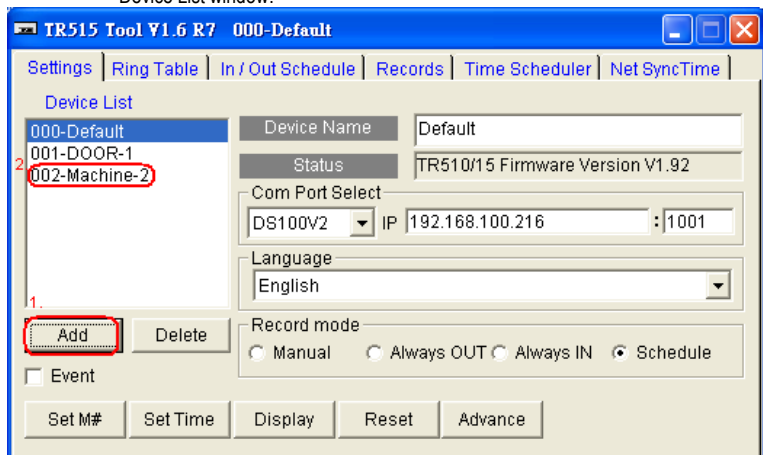 Device List window.
TR515 Tool V1.6 R7 000-Default
Settings Ring Table In / Out Schedule Records Time Scheduler Net SyncTime
Device List
000-Default
001-DOOR-1
2 002-Machine-2
1.
Add Delete
Event
Device Name Default
Status TR510/15 Firmware Version V1.92
Com Port Select
DS100V2 IP 192.168.100.216 : 1001
Language
English
Record mode
Manual Always OUT Always IN Schedule
Set M# Set Time Display Reset Advance